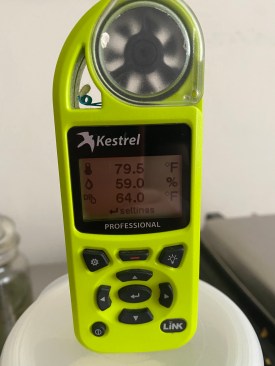 Kestrel
79.5 °F
59.0 %
64.0 °F
settings
PROFESSIONAL
LiNK